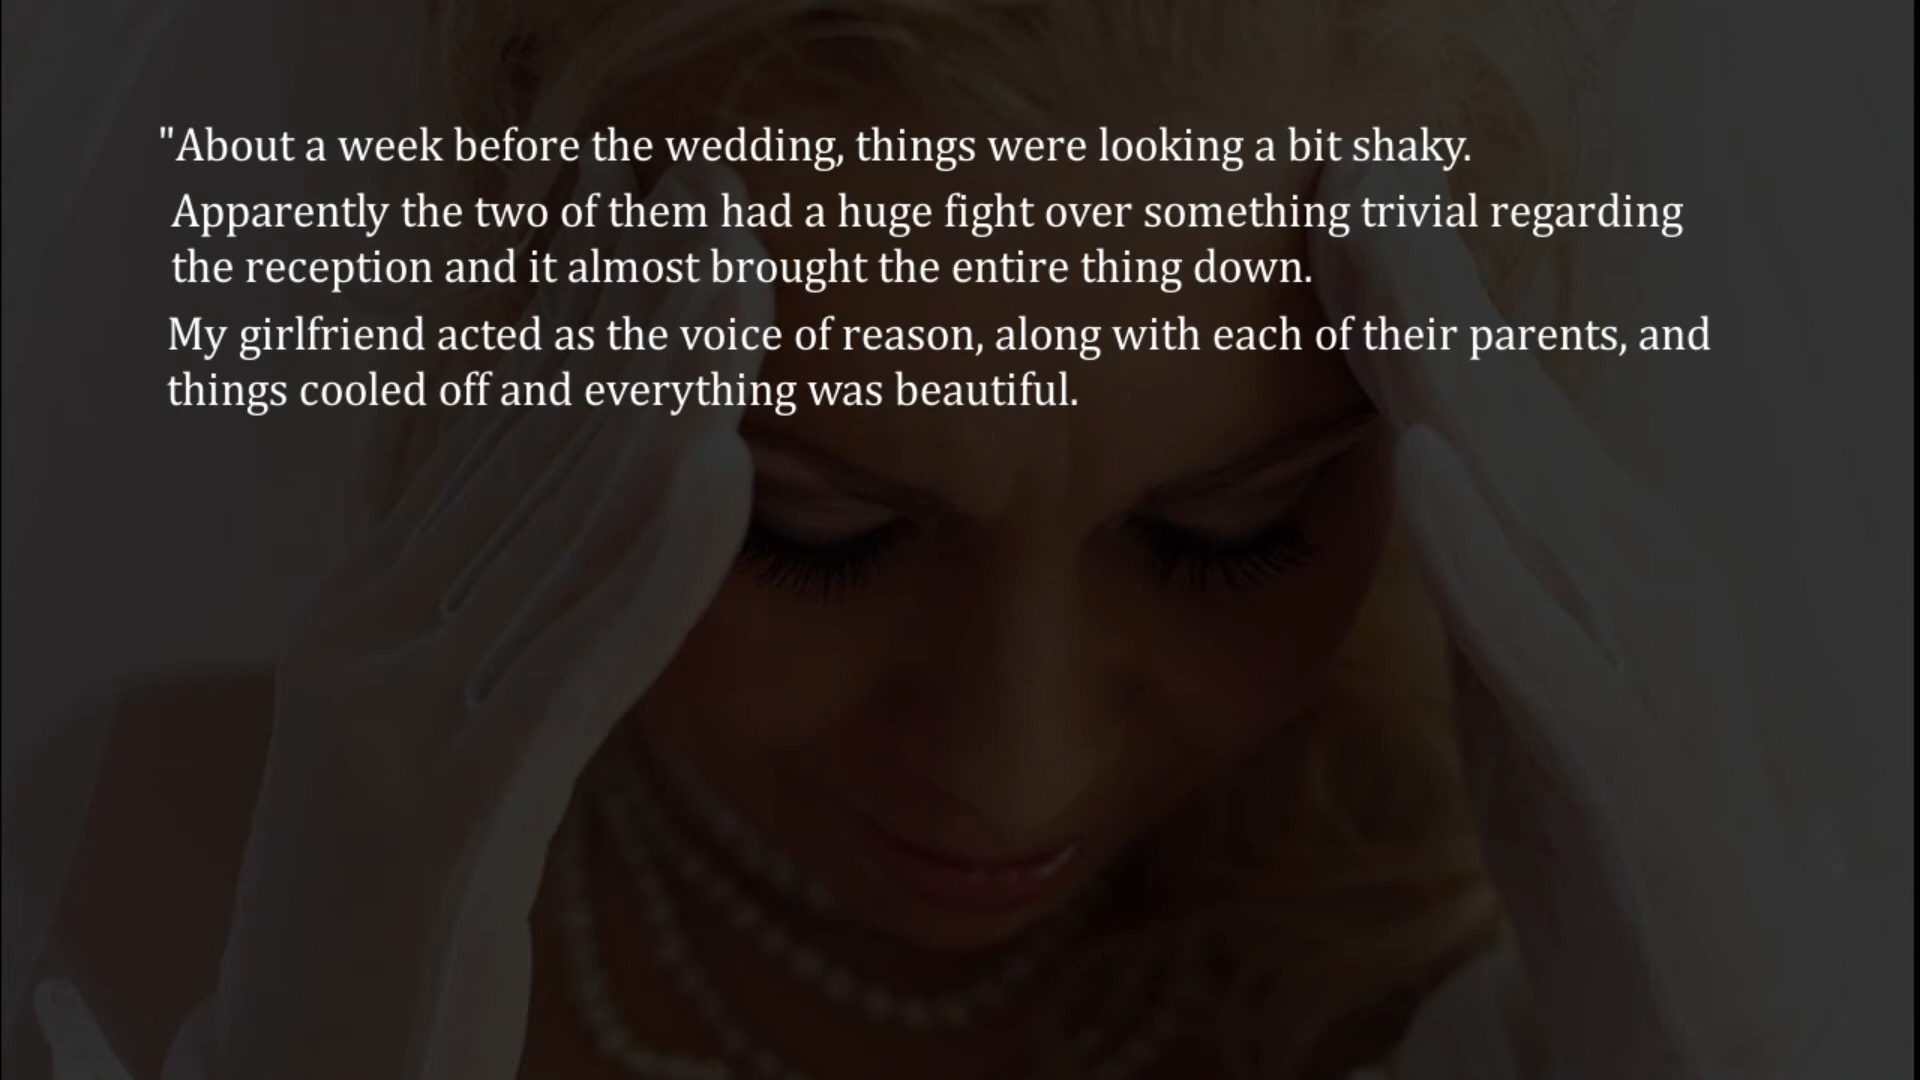 "About a week before the wedding, things were looking a bit shaky.
Apparently the two of them had a huge fight over something trivial regarding
the reception and it almost brought the entire thing down.
My girlfriend acted as the voice of reason, along with each of their parents, and
things cooled off and everything was beautiful.